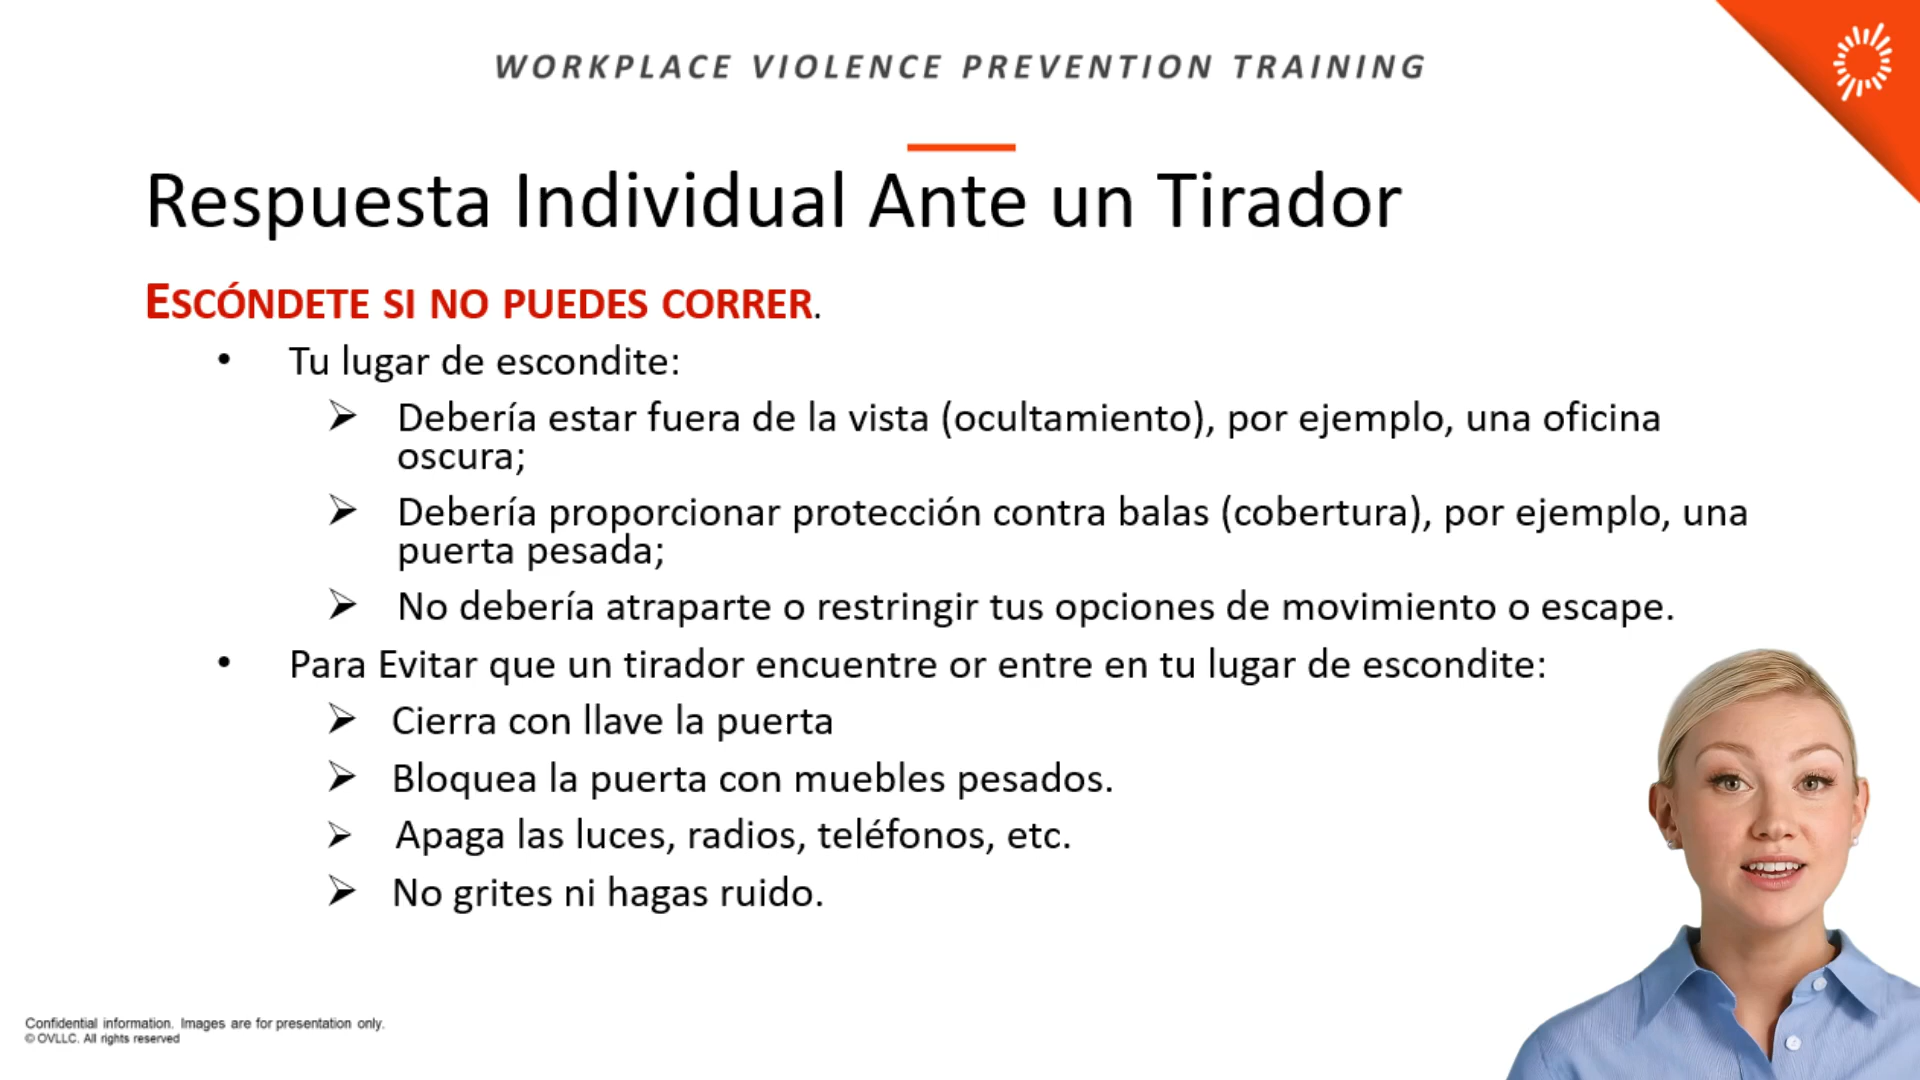 WORKPLACE VIOLENCE PREVENTION TRAINING
Respuesta Individual Ante un Tirador
ESCÓNDETE SI NO PUEDES CORRER.
• Tu lugar de escondite:
➢ Debería estar fuera de la vista (ocultamiento), por ejemplo, una oficina
oscura;
➢ Debería proporcionar protección contra balas (cobertura), por ejemplo, una
puerta pesada;
➢ No debería atraparte o restringir tus opciones de movimiento o escape.
• Para Evitar que un tirador encuentre or entre en tu lugar de escondite:
➢ Cierra con llave la puerta
➢ Bloquea la puerta con muebles pesados.
➢ Apaga las luces, radios, teléfonos, etc.
➢ No grites ni hagas ruido.
Confidential information. Images are for presentation only.
© OVLLC. All rights reserved